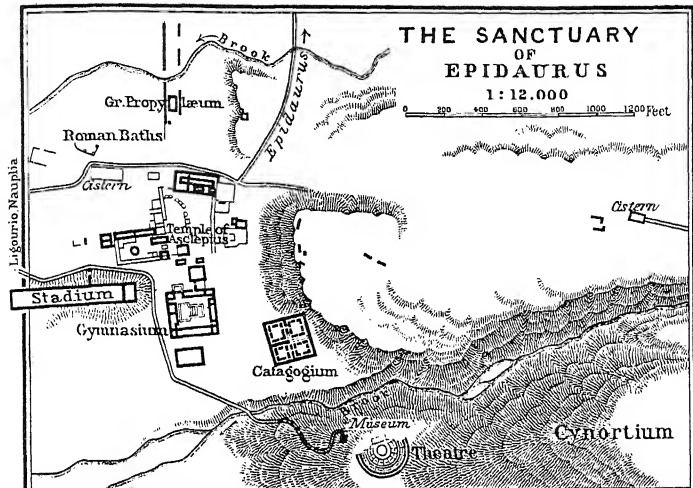 THE SANCTUARY
OF
EPIDAURUS
1:12.000
0 200 400 600 800 1000 1200 Feet
Brook
Epidaurus
Gr. Propylæum
Roman Baths
Cistern
Ligourio Nauplia
Temple of
Asclepius
Cistern
Stadium
Gymnasium
Catagogium
Brook
Museum
Theatre
Cynortium